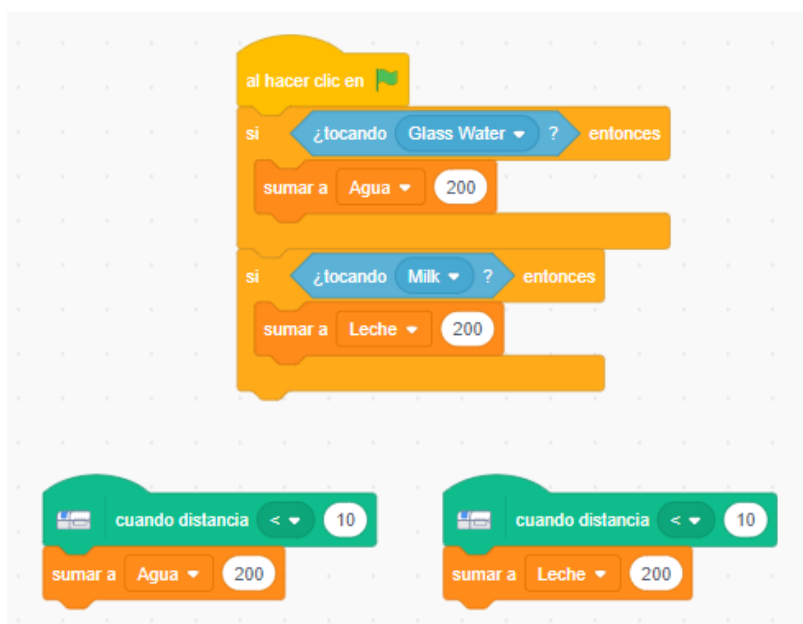 al hacer clic en
si ¿tocando Glass Water ? entonces
sumar a Agua 200
si ¿tocando Milk ? entonces
sumar a Leche 200
cuando distancia < 10
sumar a Agua 200
cuando distancia < 10
sumar a Leche 200